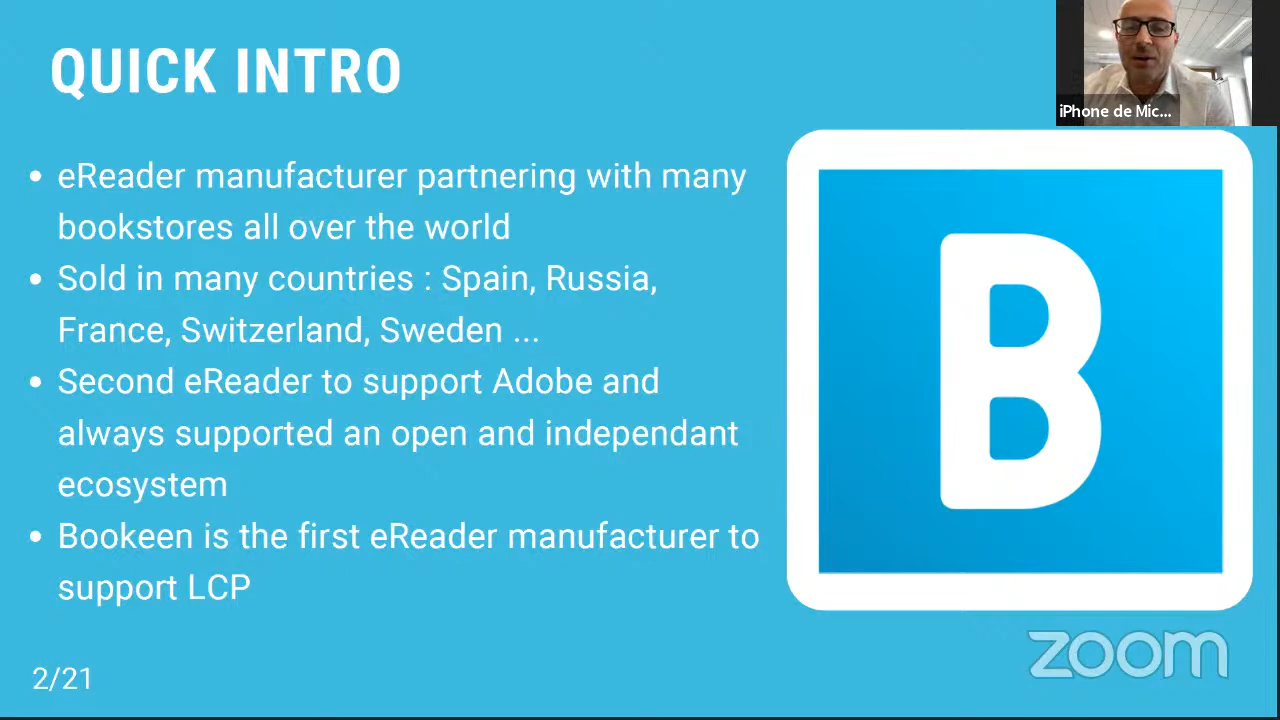 QUICK INTRO
iPhone de Mic...
• eReader manufacturer partnering with many
bookstores all over the world
• Sold in many countries : Spain, Russia,
France, Switzerland, Sweden ...
• Second eReader to support Adobe and
always supported an open and independant
ecosystem
• Bookeen is the first eReader manufacturer to
support LCP
B
zoom
2/21